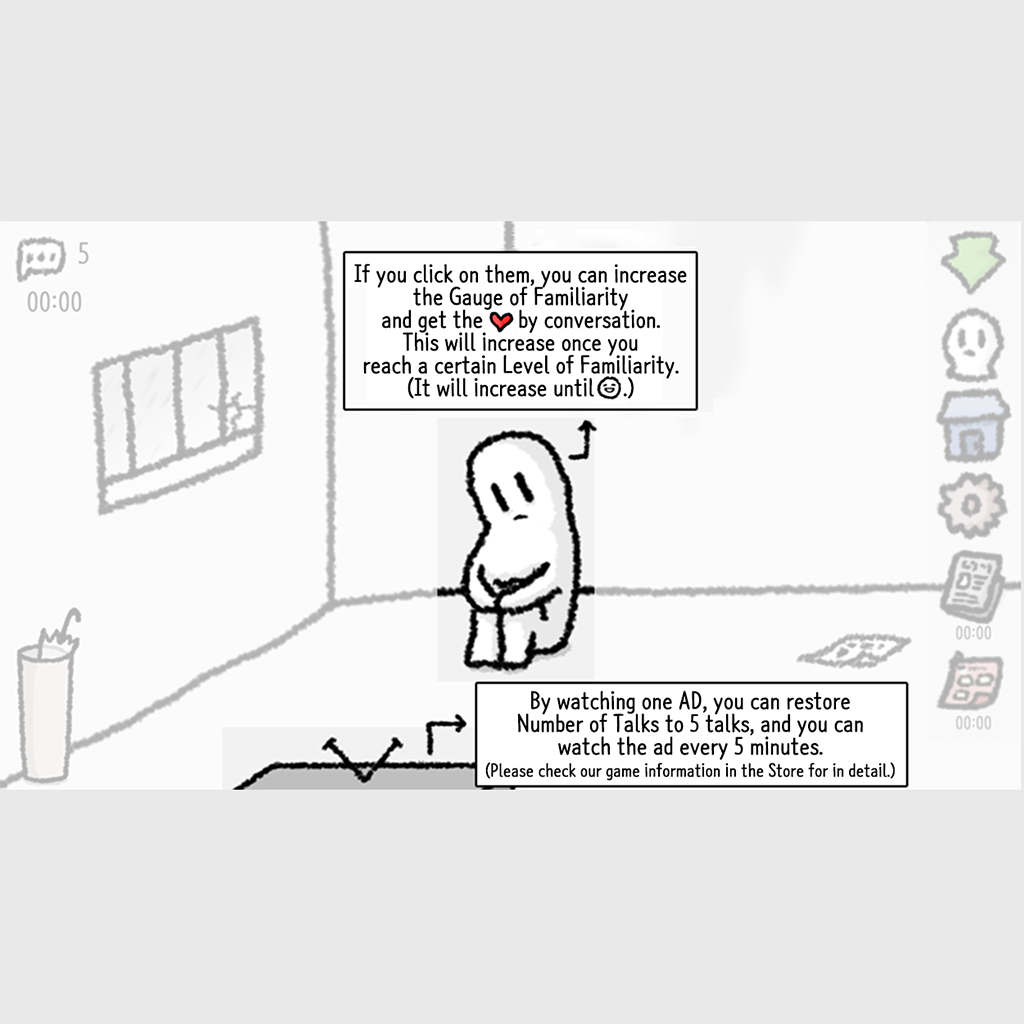 5
00:00
If you click on them, you can increase
the Gauge of Familiarity
and get the by conversation.
This will increase once you
reach a certain Level of Familiarity.
(It will increase until .)
00:00
00:00
By watching one AD, you can restore
Number of Talks to 5 talks, and you can
watch the ad every 5 minutes.
(Please check our game information in the Store for in detail.)